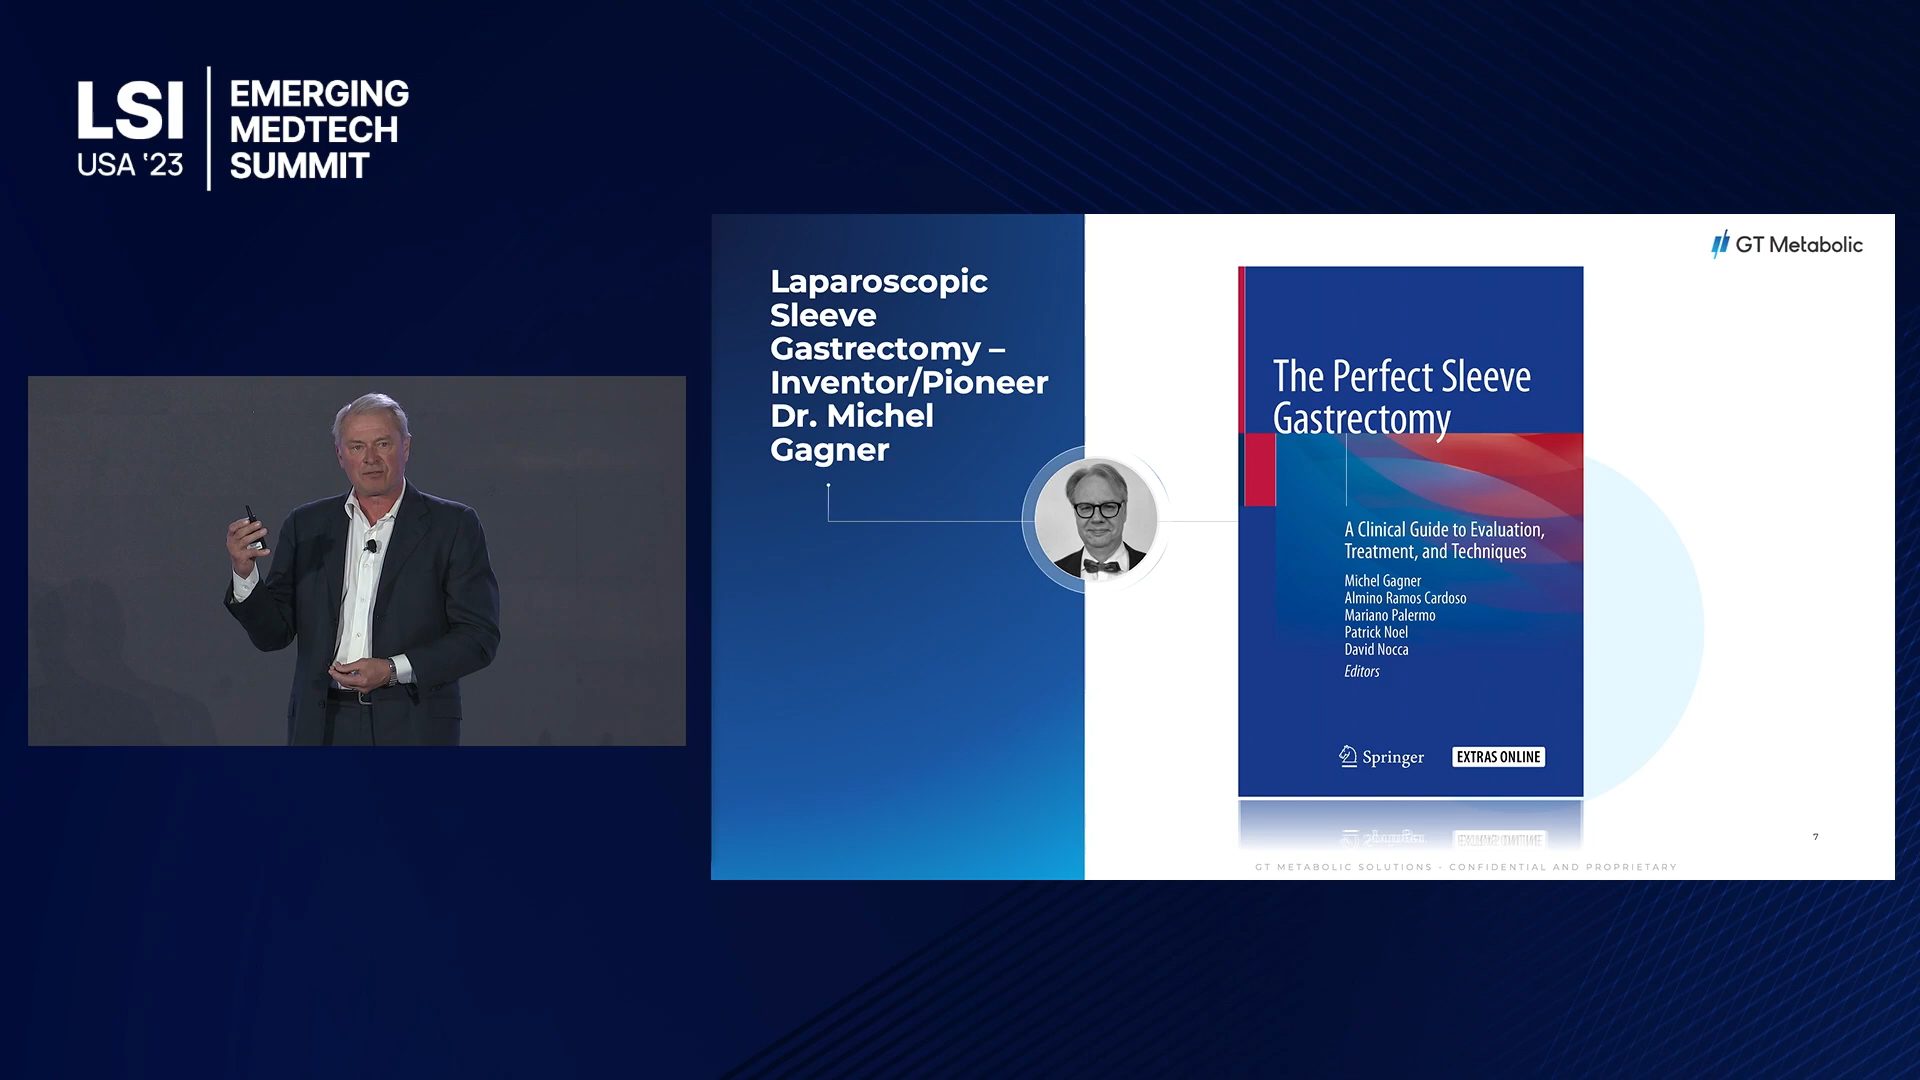 LSI
USA '23
EMERGING
MEDTECH
SUMMIT
Laparoscopic
Sleeve
Gastrectomy –
Inventor/Pioneer
Dr. Michel
Gagner
GT Metabolic
The Perfect Sleeve
Gastrectomy
A Clinical Guide to Evaluation,
Treatment, and Techniques
Michel Gagner
Almino Ramos Cardoso
Mariano Palermo
Patrick Noel
David Nocca
Editors
Springer
EXTRAS ONLINE
7
GT METABOLIC SOLUTIONS - CONFIDENTIAL AND PROPRIETARY